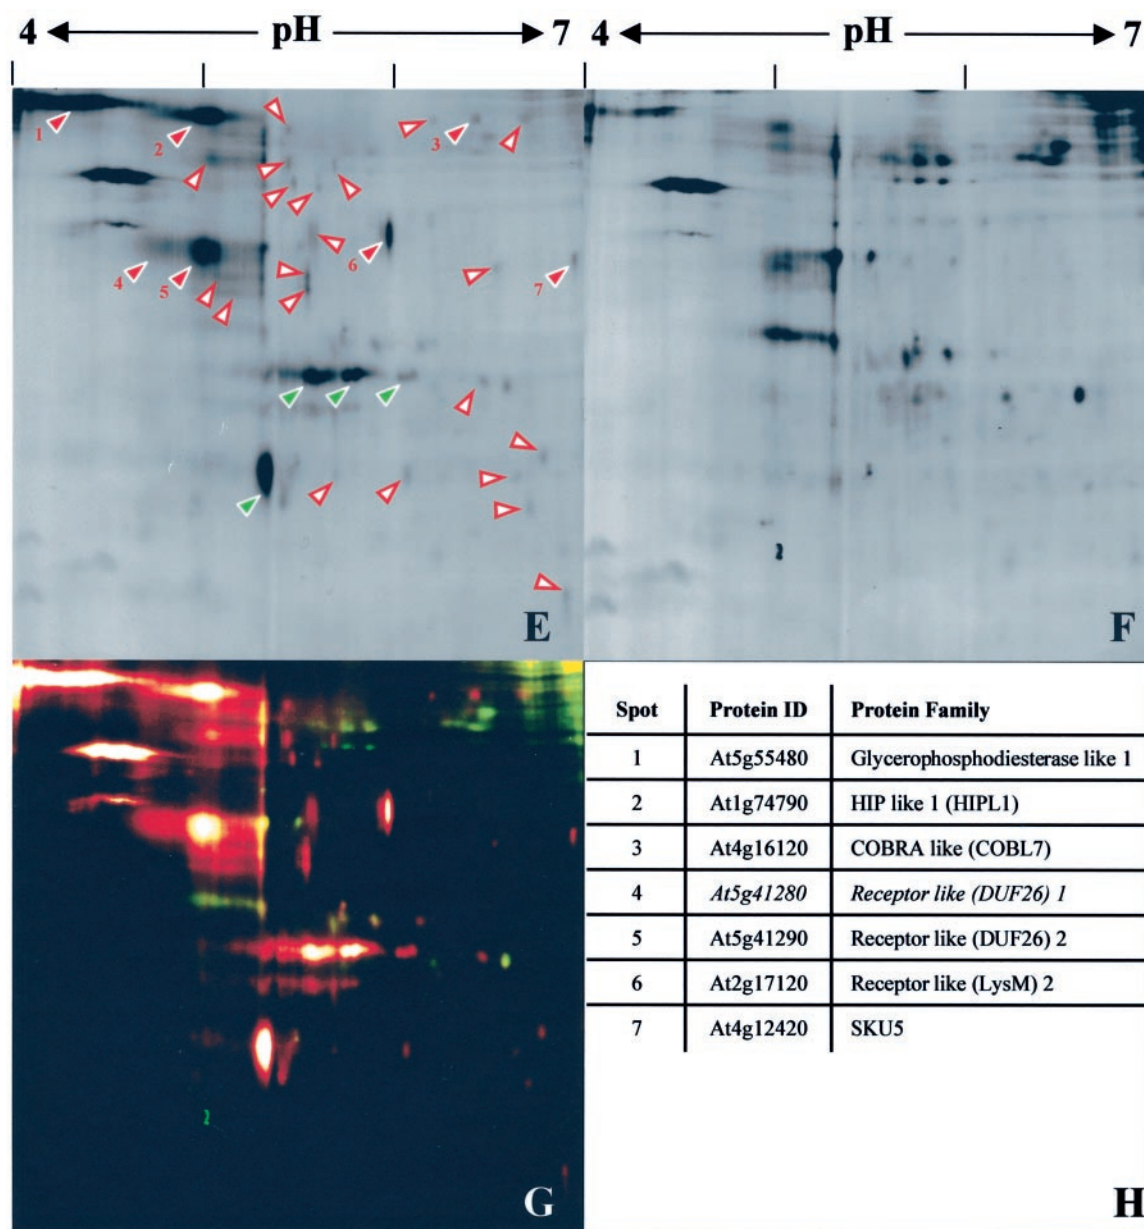 4 pH 7 4 pH 7
1
2
3
4
5
6
7
E
F
G
Spot Protein ID Protein Family
1 At5g55480 Glycerophosphodiesterase like 1
2 At1g74790 HIP like 1 (HIPL1)
3 At4g16120 COBRA like (COBL7)
4 At5g41280 Receptor like (DUF26) 1
5 At5g41290 Receptor like (DUF26) 2
6 At2g17120 Receptor like (LysM) 2
7 At4g12420 SKU5
H